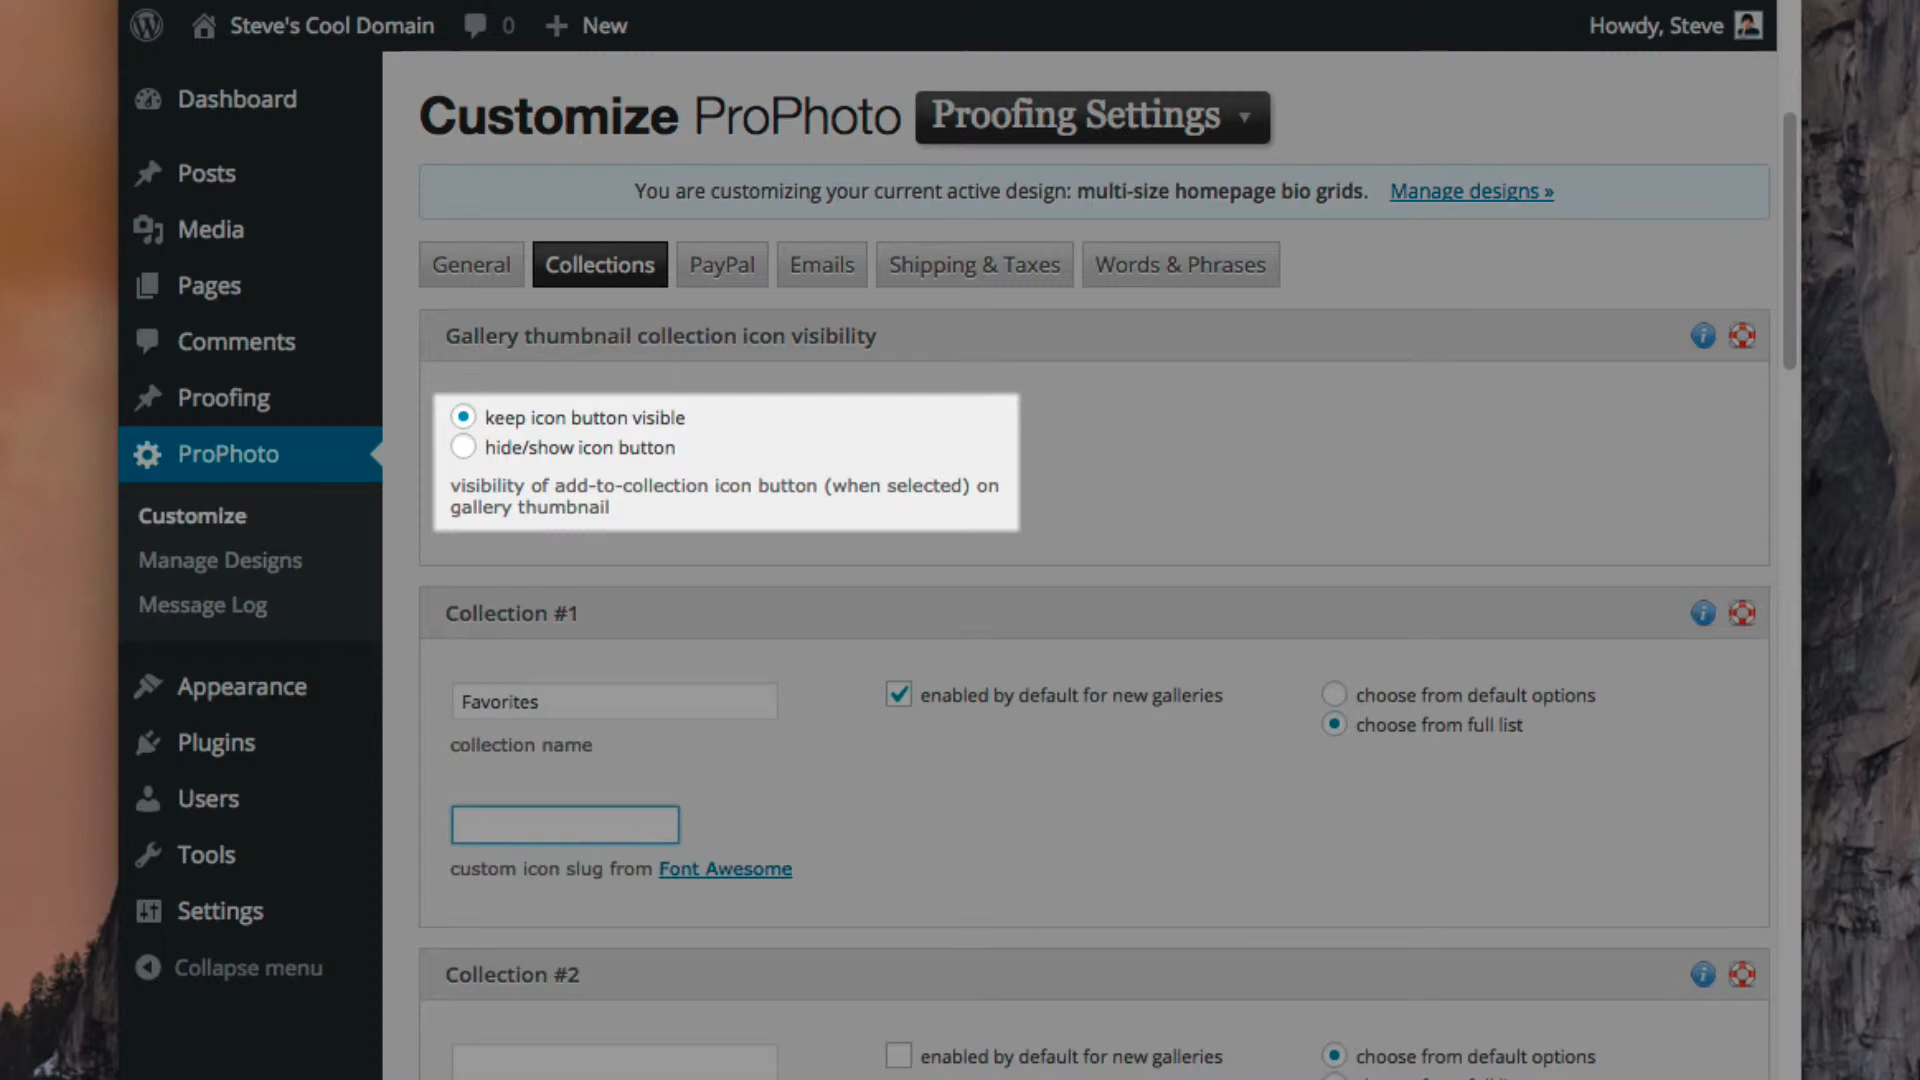 Steve's Cool Domain
0
New
Howdy, Steve
Dashboard
Posts
Media
Pages
Comments
Proofing
ProPhoto
Customize
Manage Designs
Message Log
Appearance
Plugins
Users
Tools
Settings
Collapse menu
Customize ProPhoto
Proofing Settings
You are customizing your current active design: multi-size homepage bio grids. Manage designs »
General
Collections
PayPal
Emails
Shipping & Taxes
Words & Phrases
Gallery thumbnail collection icon visibility
keep icon button visible
hide/show icon button
visibility of add-to-collection icon button (when selected) on
gallery thumbnail
Collection #1
Favorites
collection name
enabled by default for new galleries
choose from default options
choose from full list
custom icon slug from Font Awesome
Collection #2
enabled by default for new galleries
choose from default options